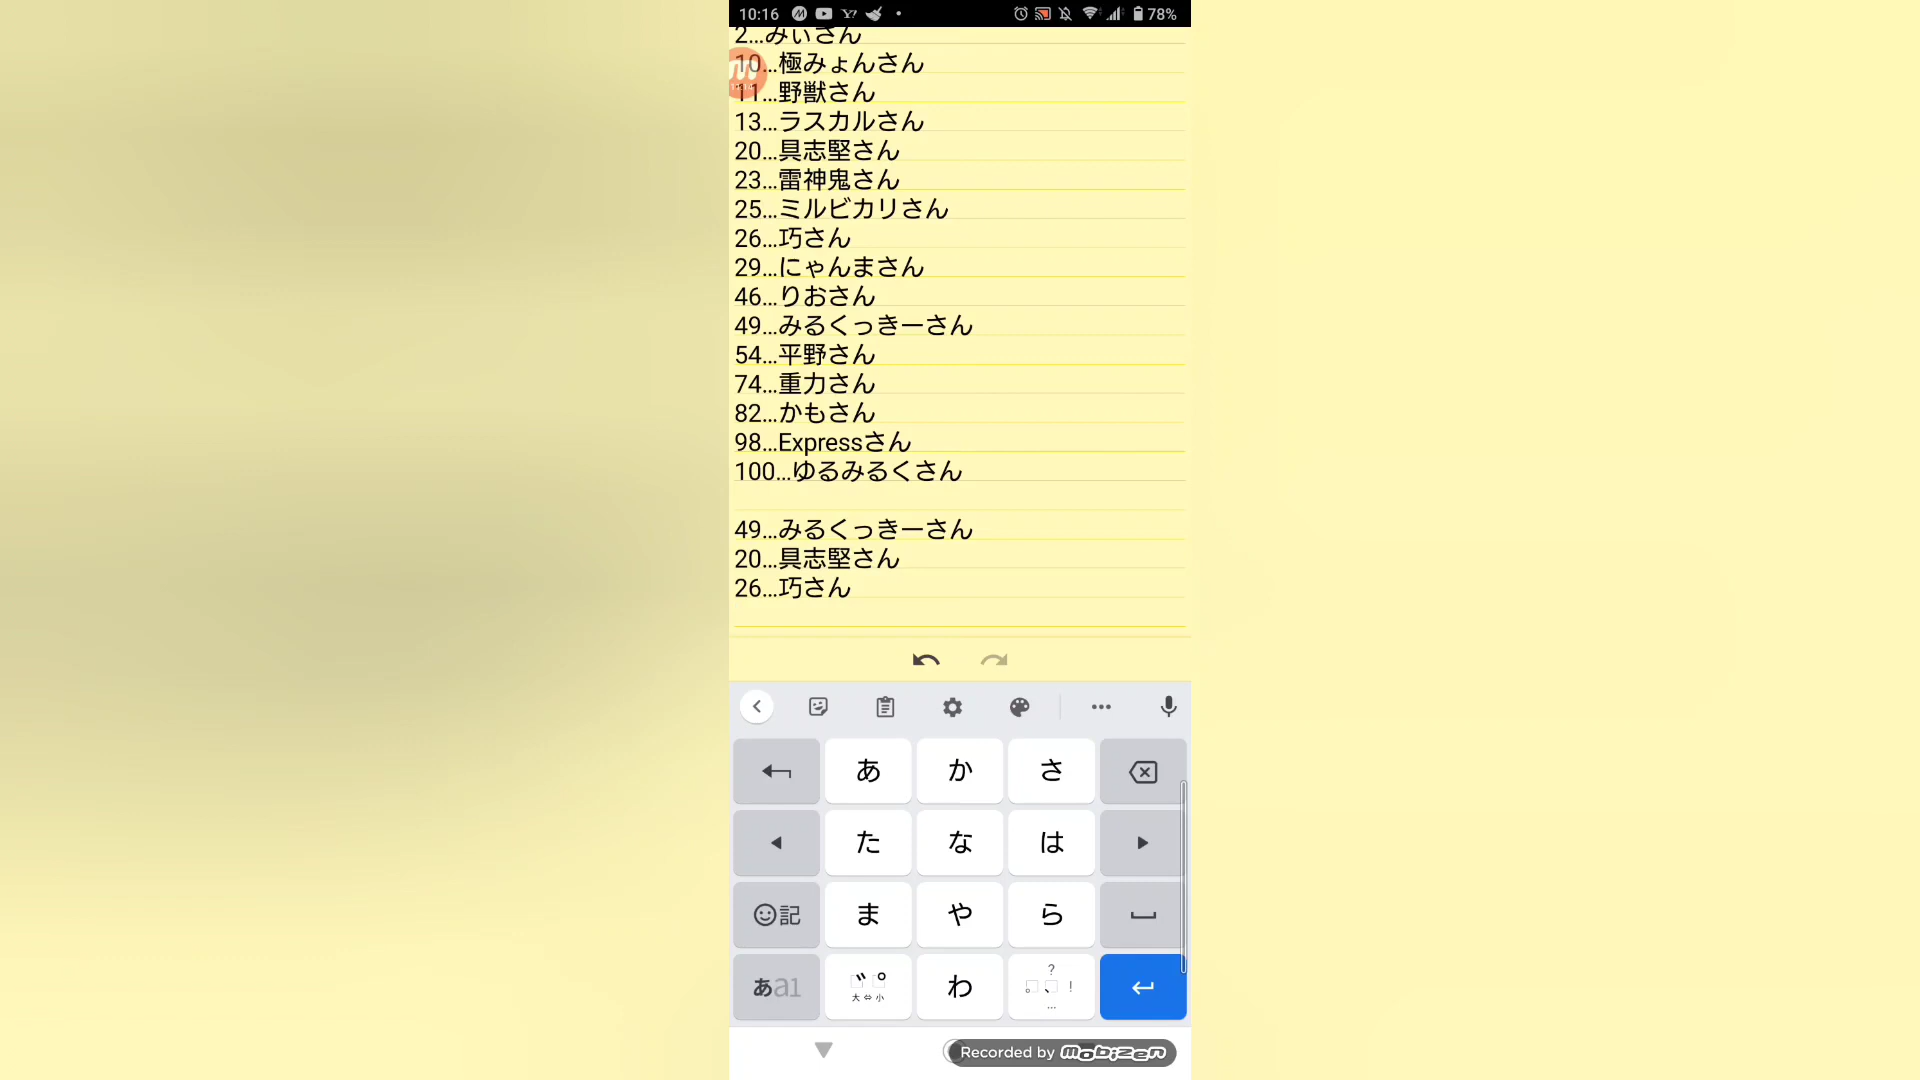 10:16 78%
2...みぃさん
10...極みょんさん
11...野獣さん
13...ラスカルさん
20...具志堅さん
23...雷神鬼さん
25...ミルビカリさん
26...巧さん
29...にゃんまさん
46...りおさん
49...みるくっきーさん
54...平野さん
74...重力さん
82...かもさん
98...Expressさん
100...ゆるみるくさん
49...みるくっきーさん
20...具志堅さん
26...巧さん
あ か さ
た な は
記 ま や ら
あa1 大⇔小 わ 。、?!…
Recorded by mobizen